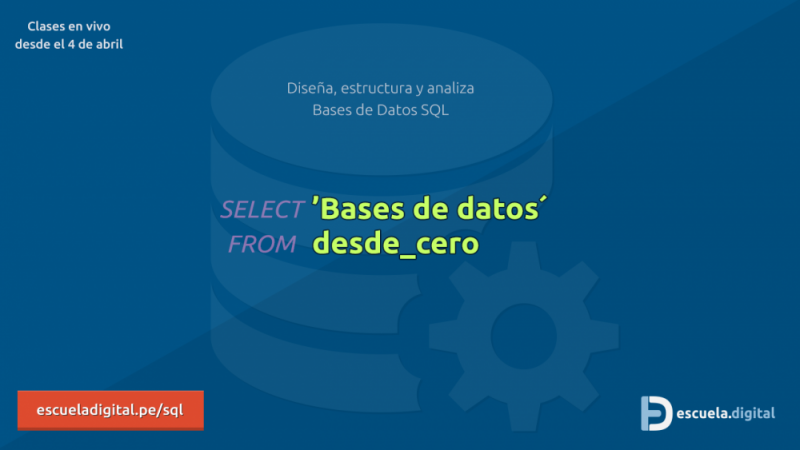 Clases en vivo
desde el 4 de abril
Diseña, estructura y analiza
Bases de Datos SQL
SELECT ’Bases de datos´
FROM desde_cero
escueladigital.pe/sql
escuela.digital